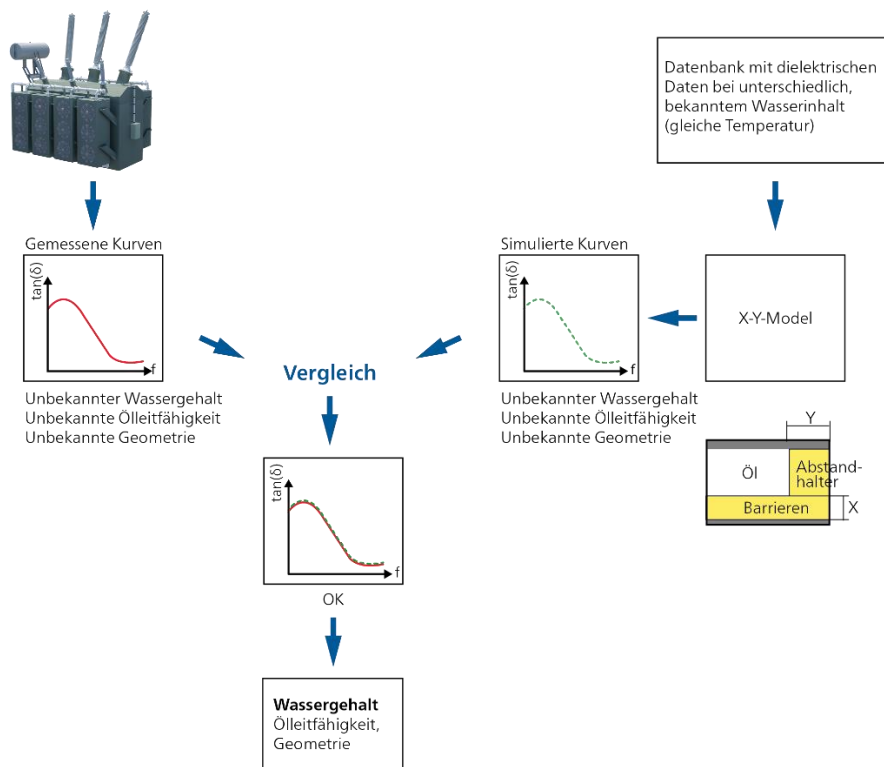 Datenbank mit dielektrischen
Daten bei unterschiedlich,
bekanntem Wasserinhalt
(gleiche Temperatur)
Gemessene Kurven
tan(δ)
f
Unbekannter Wassergehalt
Unbekannte Ölleitfähigkeit
Unbekannte Geometrie
Simulierte Kurven
tan(δ)
f
Unbekannter Wassergehalt
Unbekannte Ölleitfähigkeit
Unbekannte Geometrie
X-Y-Model
Vergleich
Y
Öl
Abstand-
halter
Barrieren
X
tan(δ)
f
OK
Wassergehalt
Ölleitfähigkeit,
Geometrie